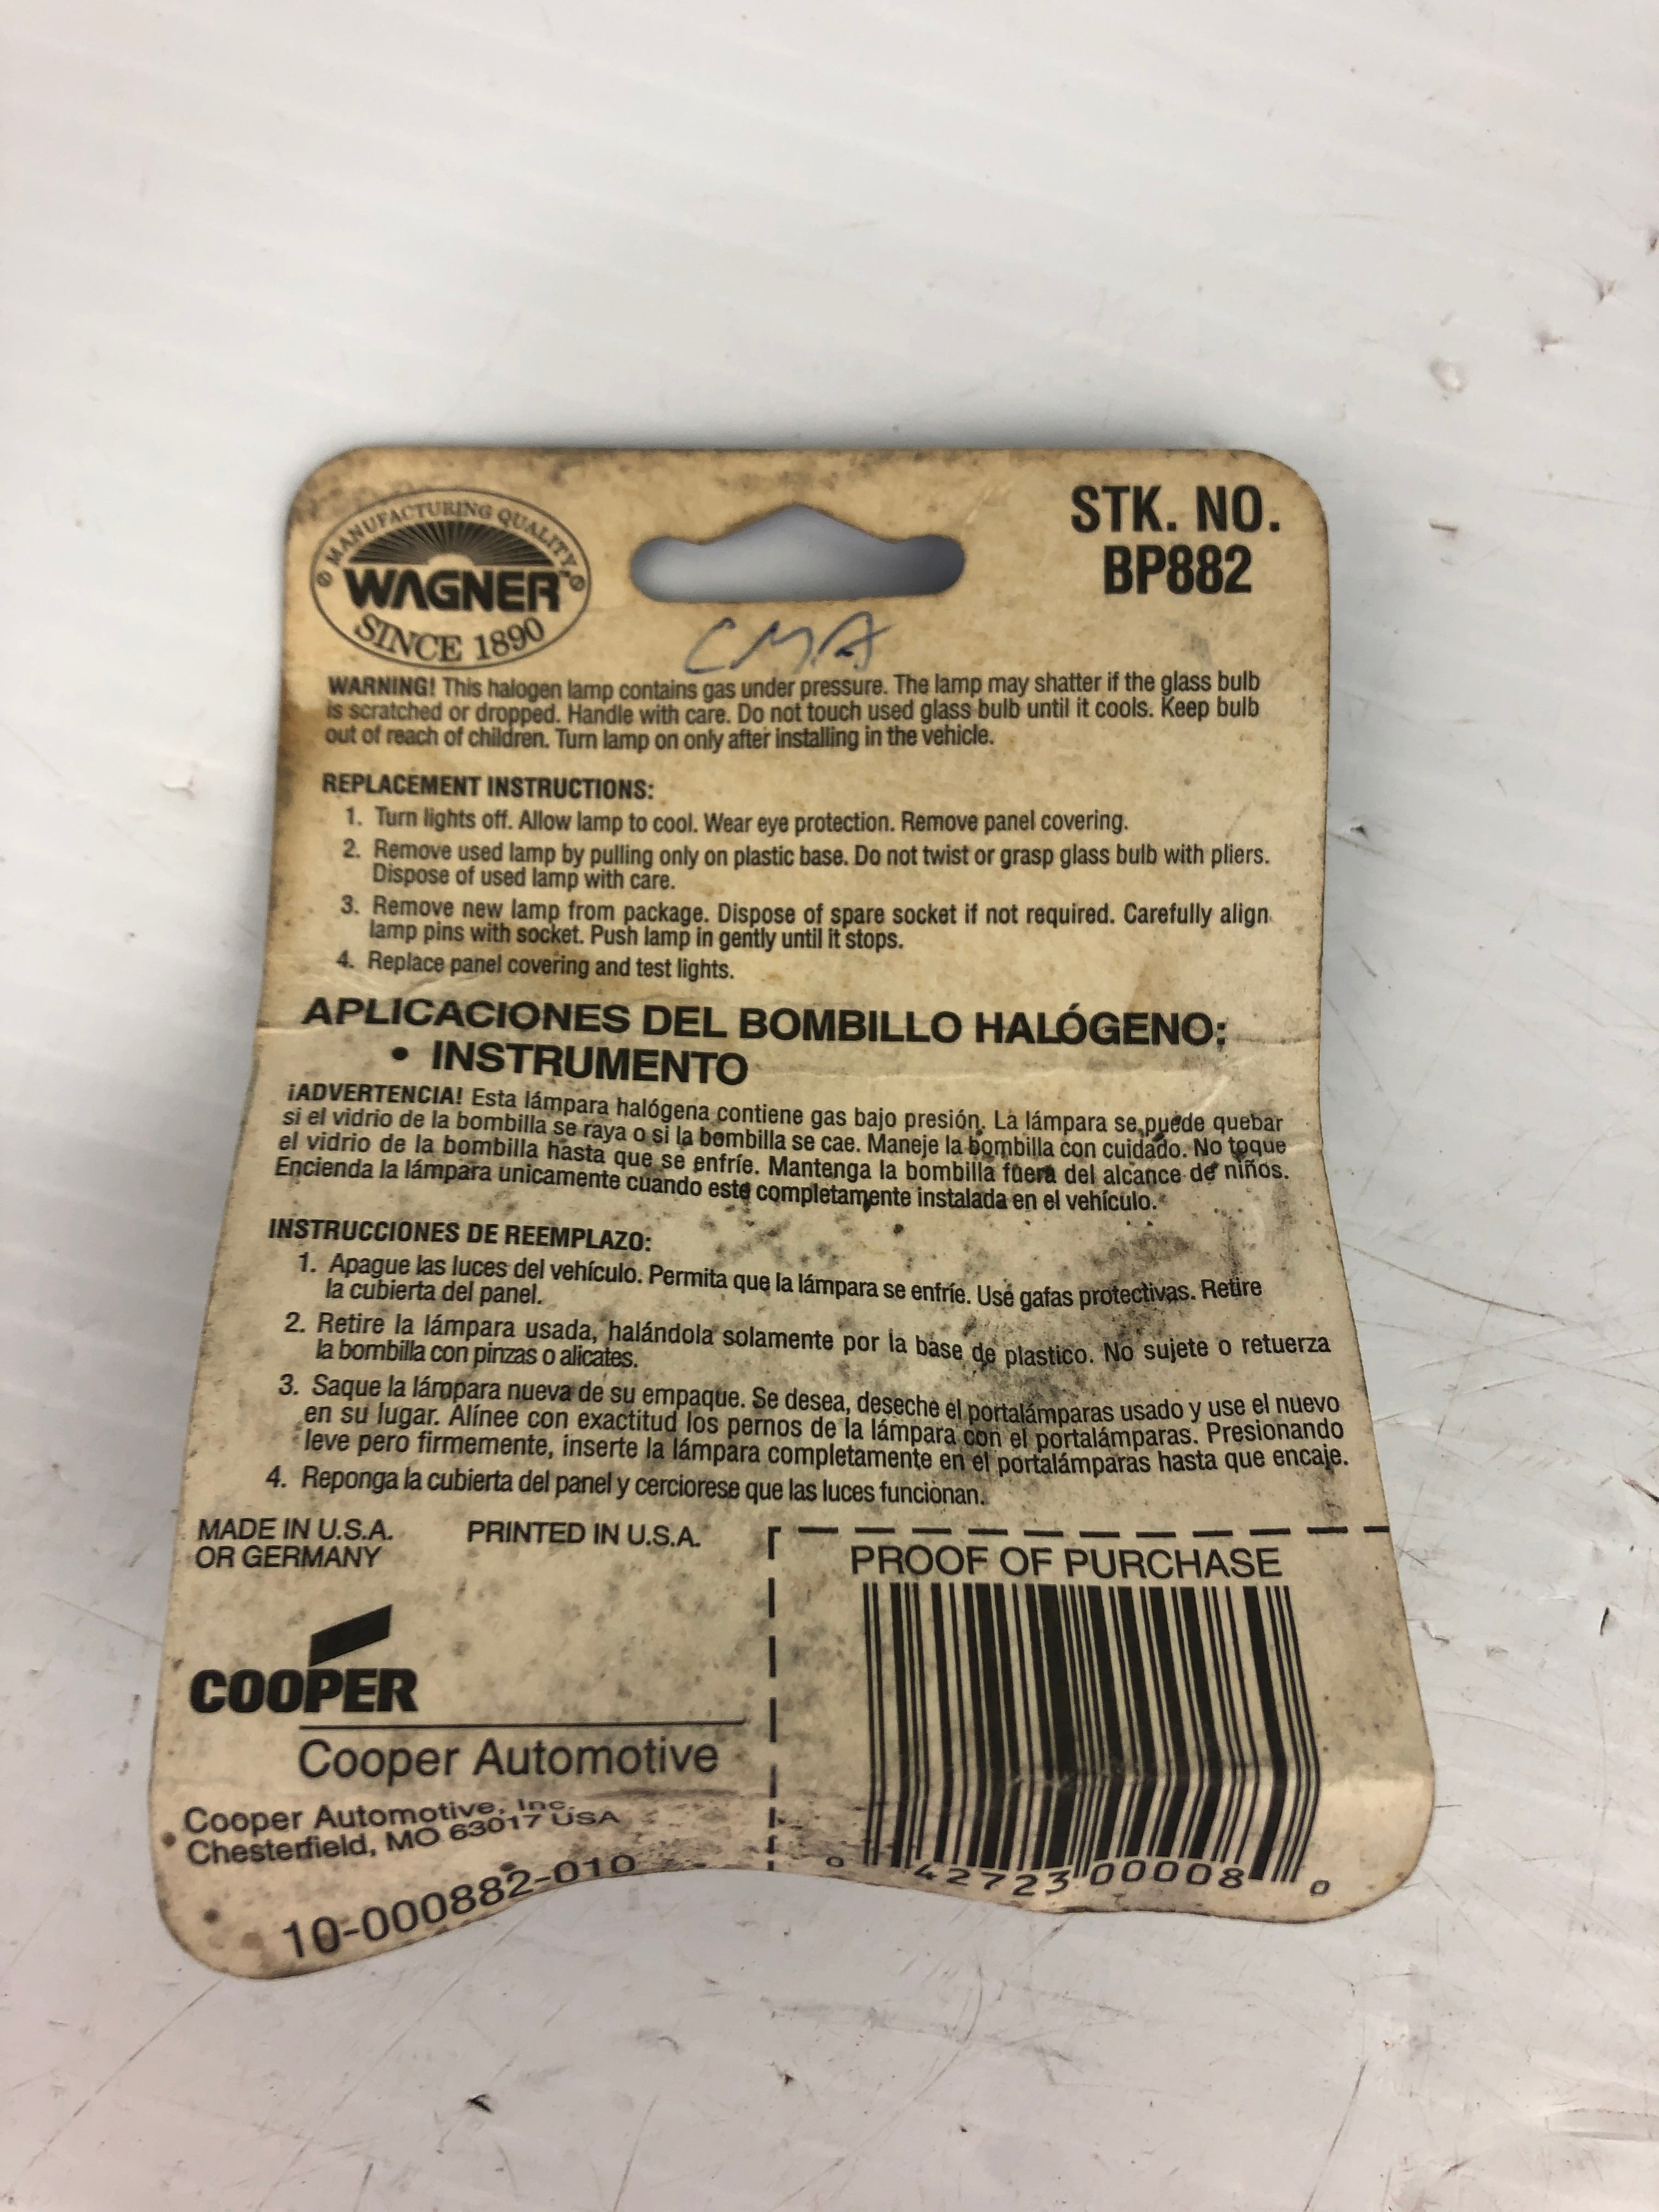 MANUFACTURING QUALITY
WAGNER
SINCE 1890
STK. NO.
BP882
CMA
WARNING! This halogen lamp contains gas under pressure. The lamp may shatter if the glass bulb
is scratched or dropped. Handle with care. Do not touch used glass bulb until it cools. Keep bulb
out of reach of children. Turn lamp on only after installing in the vehicle.
REPLACEMENT INSTRUCTIONS:
1. Turn lights off. Allow lamp to cool. Wear eye protection. Remove panel covering.
2. Remove used lamp by pulling only on plastic base. Do not twist or grasp glass bulb with pliers.
Dispose of used lamp with care.
3. Remove new lamp from package. Dispose of spare socket if not required. Carefully align
lamp pins with socket. Push lamp in gently until it stops.
4. Replace panel covering and test lights.
APLICACIONES DEL BOMBILLO HALÓGENO:
• INSTRUMENTO
¡ADVERTENCIA! Esta lámpara halógena contiene gas bajo presión. La lámpara se puede quebar
si el vidrio de la bombilla se raya o si la bombilla se cae. Maneje la bombilla con cuidado. No toque
el vidrio de la bombilla hasta que se enfríe. Mantenga la bombilla fuera del alcance de niños.
Encienda la lámpara unicamente cuando este completamente instalada en el vehículo.
INSTRUCCIONES DE REEMPLAZO:
1. Apague las luces del vehículo. Permita que la lámpara se enfríe. Use gafas protectivas. Retire
la cubierta del panel.
2. Retire la lámpara usada, halándola solamente por la base de plastico. No sujete o retuerza
la bombilla con pinzas o alicates.
3. Saque la lámpara nueva de su empaque. Se desea, deseche el portalámparas usado y use el nuevo
en su lugar. Alínee con exactitud los pernos de la lámpara con el portalámparas. Presionando
leve pero firmemente, inserte la lámpara completamente en el portalámparas hasta que encaje.
4. Reponga la cubierta del panel y cerciorese que las luces funcionan.
MADE IN U.S.A.
OR GERMANY
PRINTED IN U.S.A.
PROOF OF PURCHASE
COOPER
Cooper Automotive
Cooper Automotive, Inc.
Chesterfield, MO 63017 USA
10-000882-010
0 42723 00008 0